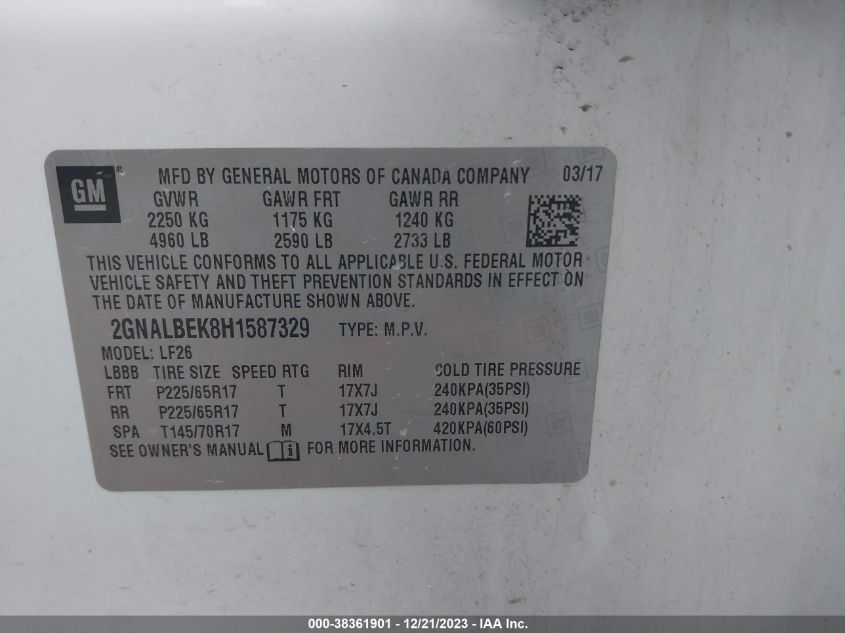 GM® MFD BY GENERAL MOTORS OF CANADA COMPANY 03/17
GVWR GAWR FRT GAWR RR
2250 KG 1175 KG 1240 KG
4960 LB 2590 LB 2733 LB
THIS VEHICLE CONFORMS TO ALL APPLICABLE U.S. FEDERAL MOTOR
VEHICLE SAFETY AND THEFT PREVENTION STANDARDS IN EFFECT ON
THE DATE OF MANUFACTURE SHOWN ABOVE.
2GNALBEK8H1587329 TYPE: M.P.V.
MODEL: LF26
LBBB TIRE SIZE SPEED RTG RIM COLD TIRE PRESSURE
FRT P225/65R17 T 17X7J 240KPA(35PSI)
RR P225/65R17 T 17X7J 240KPA(35PSI)
SPA T145/70R17 M 17X4.5T 420KPA(60PSI)
SEE OWNER'S MANUAL FOR MORE INFORMATION.
000-38361901 - 12/21/2023 - IAA Inc.